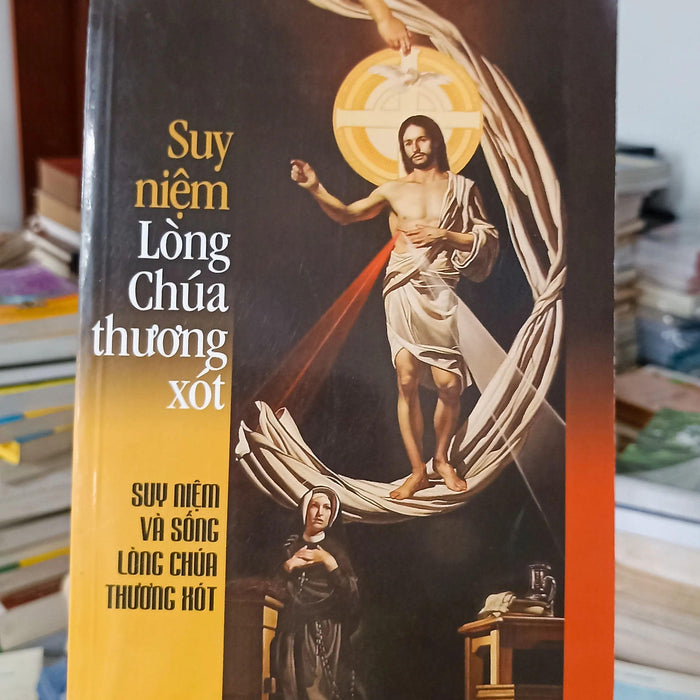 Suy
niệm
Lòng
Chúa
thương
xót
SUY NIỆM
VÀ SỐNG
LÒNG CHÚA
THƯƠNG XÓT